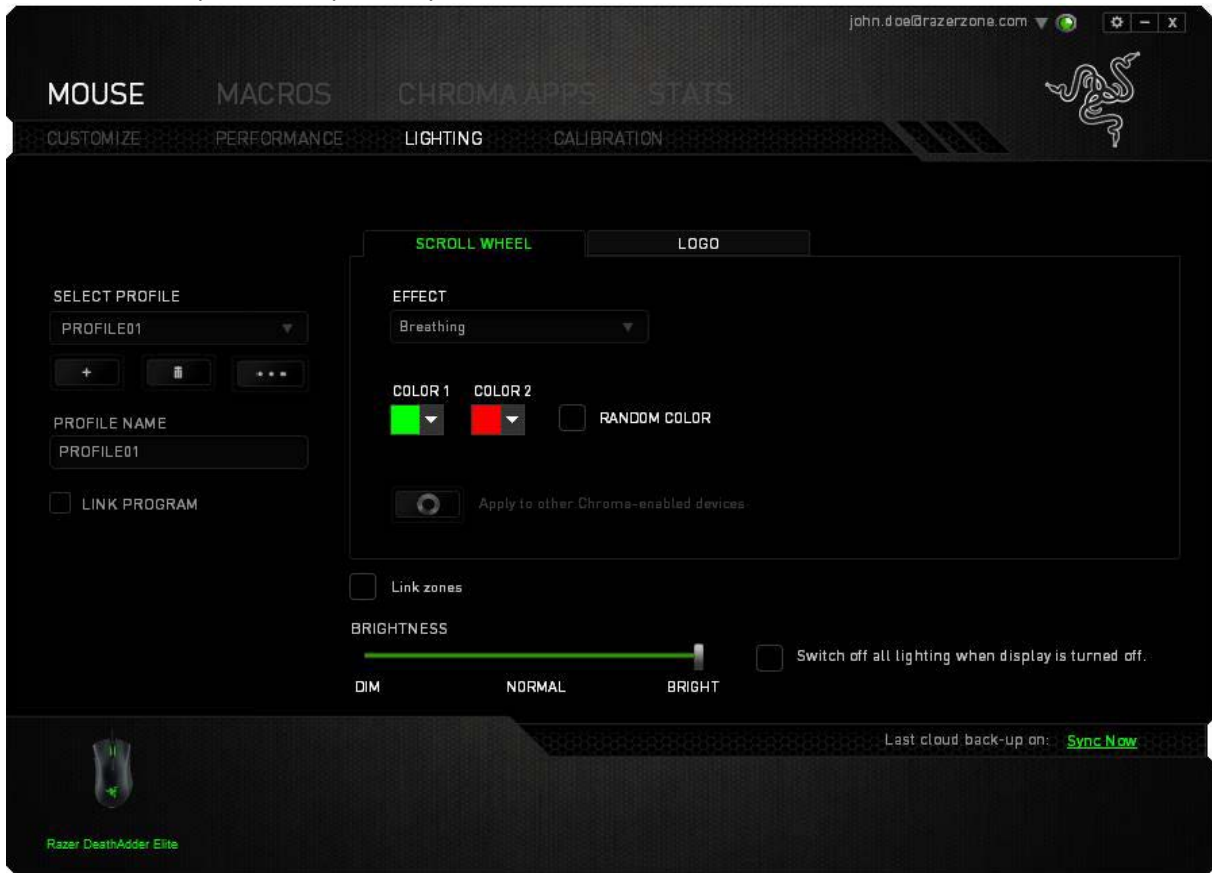 john.doe@razerzone.com
MOUSE MACROS CHROMA APPS STATS
CUSTOMIZE PERFORMANCE LIGHTING CALIBRATION
SCROLL WHEEL LOGO
SELECT PROFILE
PROFILE01
PROFILE NAME
PROFILE01
LINK PROGRAM
EFFECT
Breathing
COLOR 1 COLOR 2
RANDOM COLOR
Apply to other Chroma-enabled devices
Link zones
BRIGHTNESS
DIM NORMAL BRIGHT
Switch off all lighting when display is turned off.
Last cloud back-up on: Sync Now
Razer DeathAdder Elite